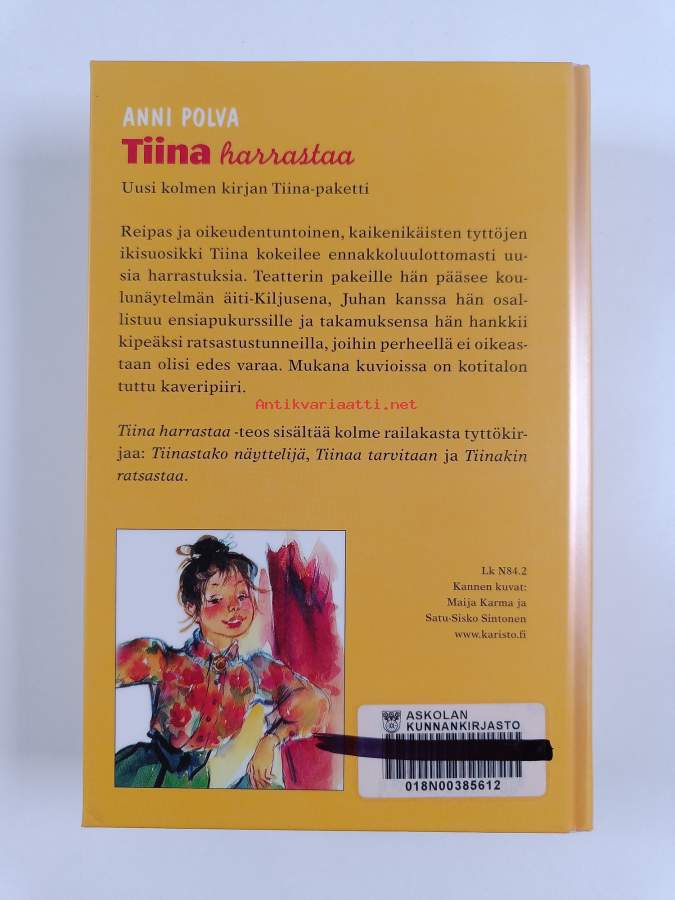 ANNI POLVA
Tiina harrastaa
Uusi kolmen kirjan Tiina-paketti
Reipas ja oikeudentuntoinen, kaikenikäisten tyttöjen
ikisuosikki Tiina kokeilee ennakkoluulottomasti uu-
sia harrastuksia. Teatterin pakeille hän pääsee kou-
lunäytelmän äiti-Kiljusena, Juhan kanssa hän osal-
listuu ensiapukurssille ja takamuksensa hän hankkii
kipeäksi ratsastustunneilla, joihin perheellä ei oikeas-
taan olisi edes varaa. Mukana kuvioissa on kotitalon
tuttu kaveripiiri.
Antikvariaatti.net
Tiina harrastaa -teos sisältää kolme railakasta tyttökir-
jaa: Tiinastako näyttelijä, Tiinaa tarvitaan ja Tiinakin
ratsastaa.
Lk N84.2
Kannen kuvat:
Maija Karma ja
Satu-Sisko Sintonen
www.karisto.fi
ASKOLAN
KUNNANKIRJASTO
018N00385612